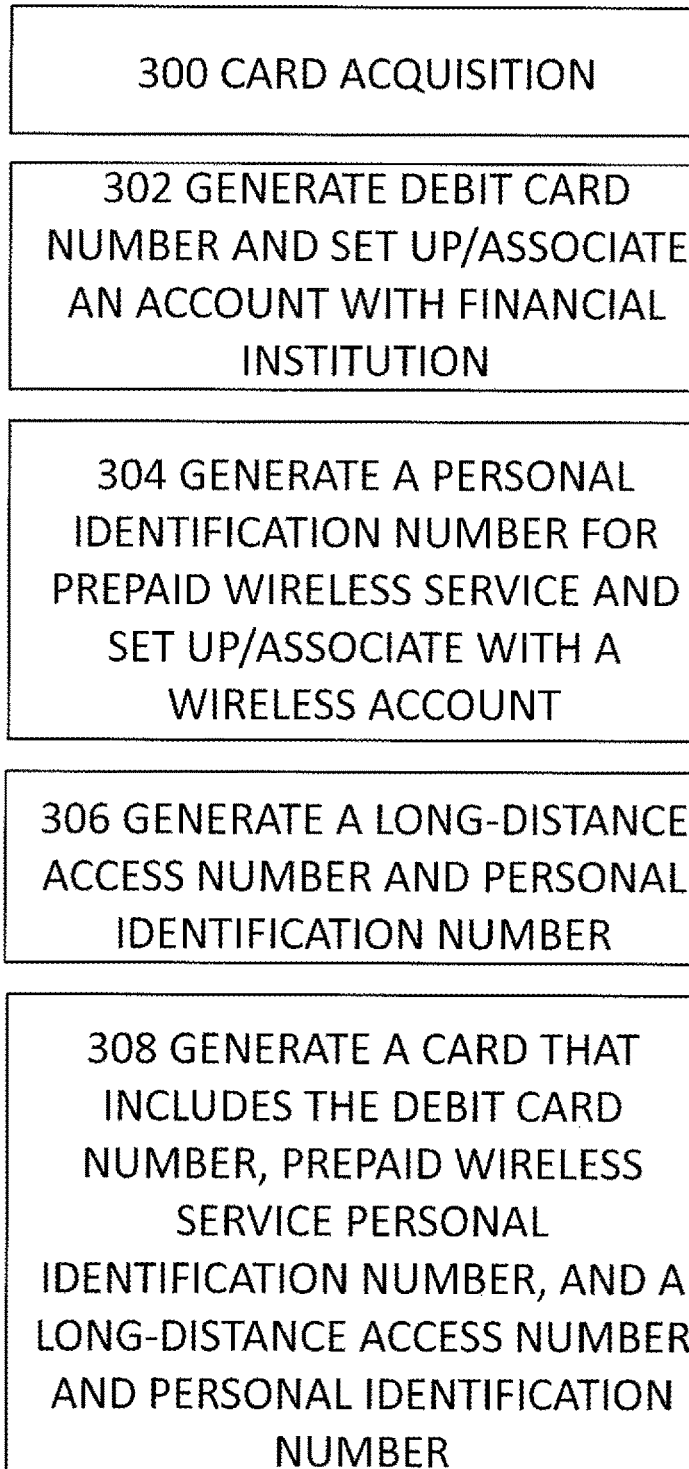 300 CARD ACQUISITION
302 GENERATE DEBIT CARD
NUMBER AND SET UP/ASSOCIATE
AN ACCOUNT WITH FINANCIAL
INSTITUTION
304 GENERATE A PERSONAL
IDENTIFICATION NUMBER FOR
PREPAID WIRELESS SERVICE AND
SET UP/ASSOCIATE WITH A
WIRELESS ACCOUNT
306 GENERATE A LONG-DISTANCE
ACCESS NUMBER AND PERSONAL
IDENTIFICATION NUMBER
308 GENERATE A CARD THAT
INCLUDES THE DEBIT CARD
NUMBER, PREPAID WIRELESS
SERVICE PERSONAL
IDENTIFICATION NUMBER, AND A
LONG-DISTANCE ACCESS NUMBER
AND PERSONAL IDENTIFICATION
NUMBER